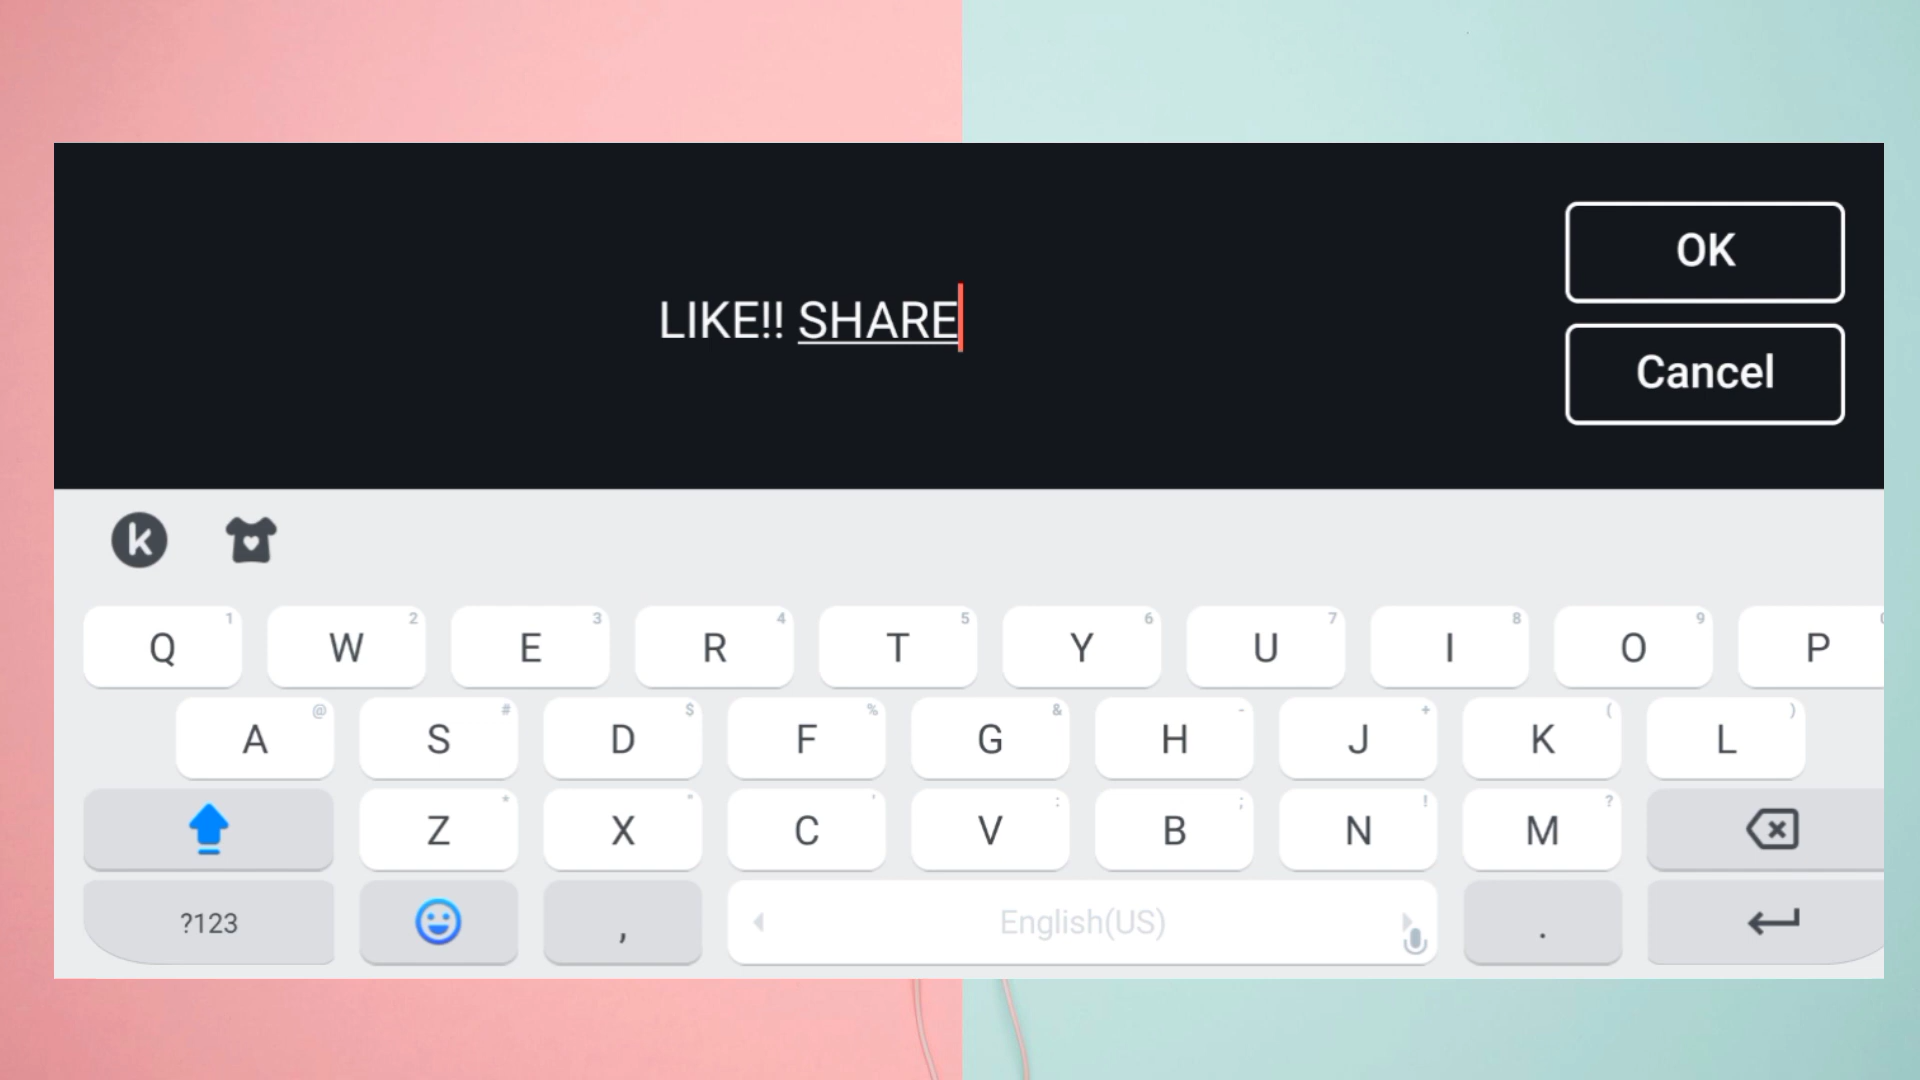 LIKE!! SHARE
OK
Cancel
k
Q 1 W 2 E 3 R 4 T 5 Y 6 U 7 I 8 O 9 P
A @ S # D $ F % G & H - J + K ( L )
Z * X " C ' V : B ; N ! M ?
?123 , English(US) .